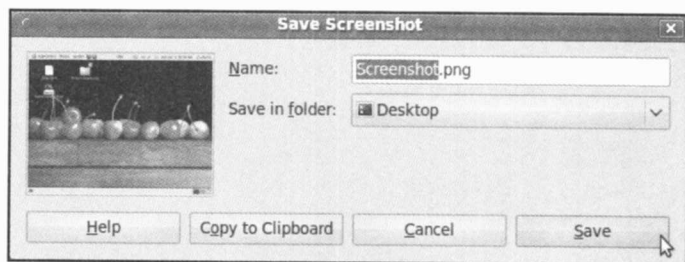 Save Screenshot
Name:
Screenshot.png
Save in folder:
Desktop
Help
Copy to Clipboard
Cancel
Save